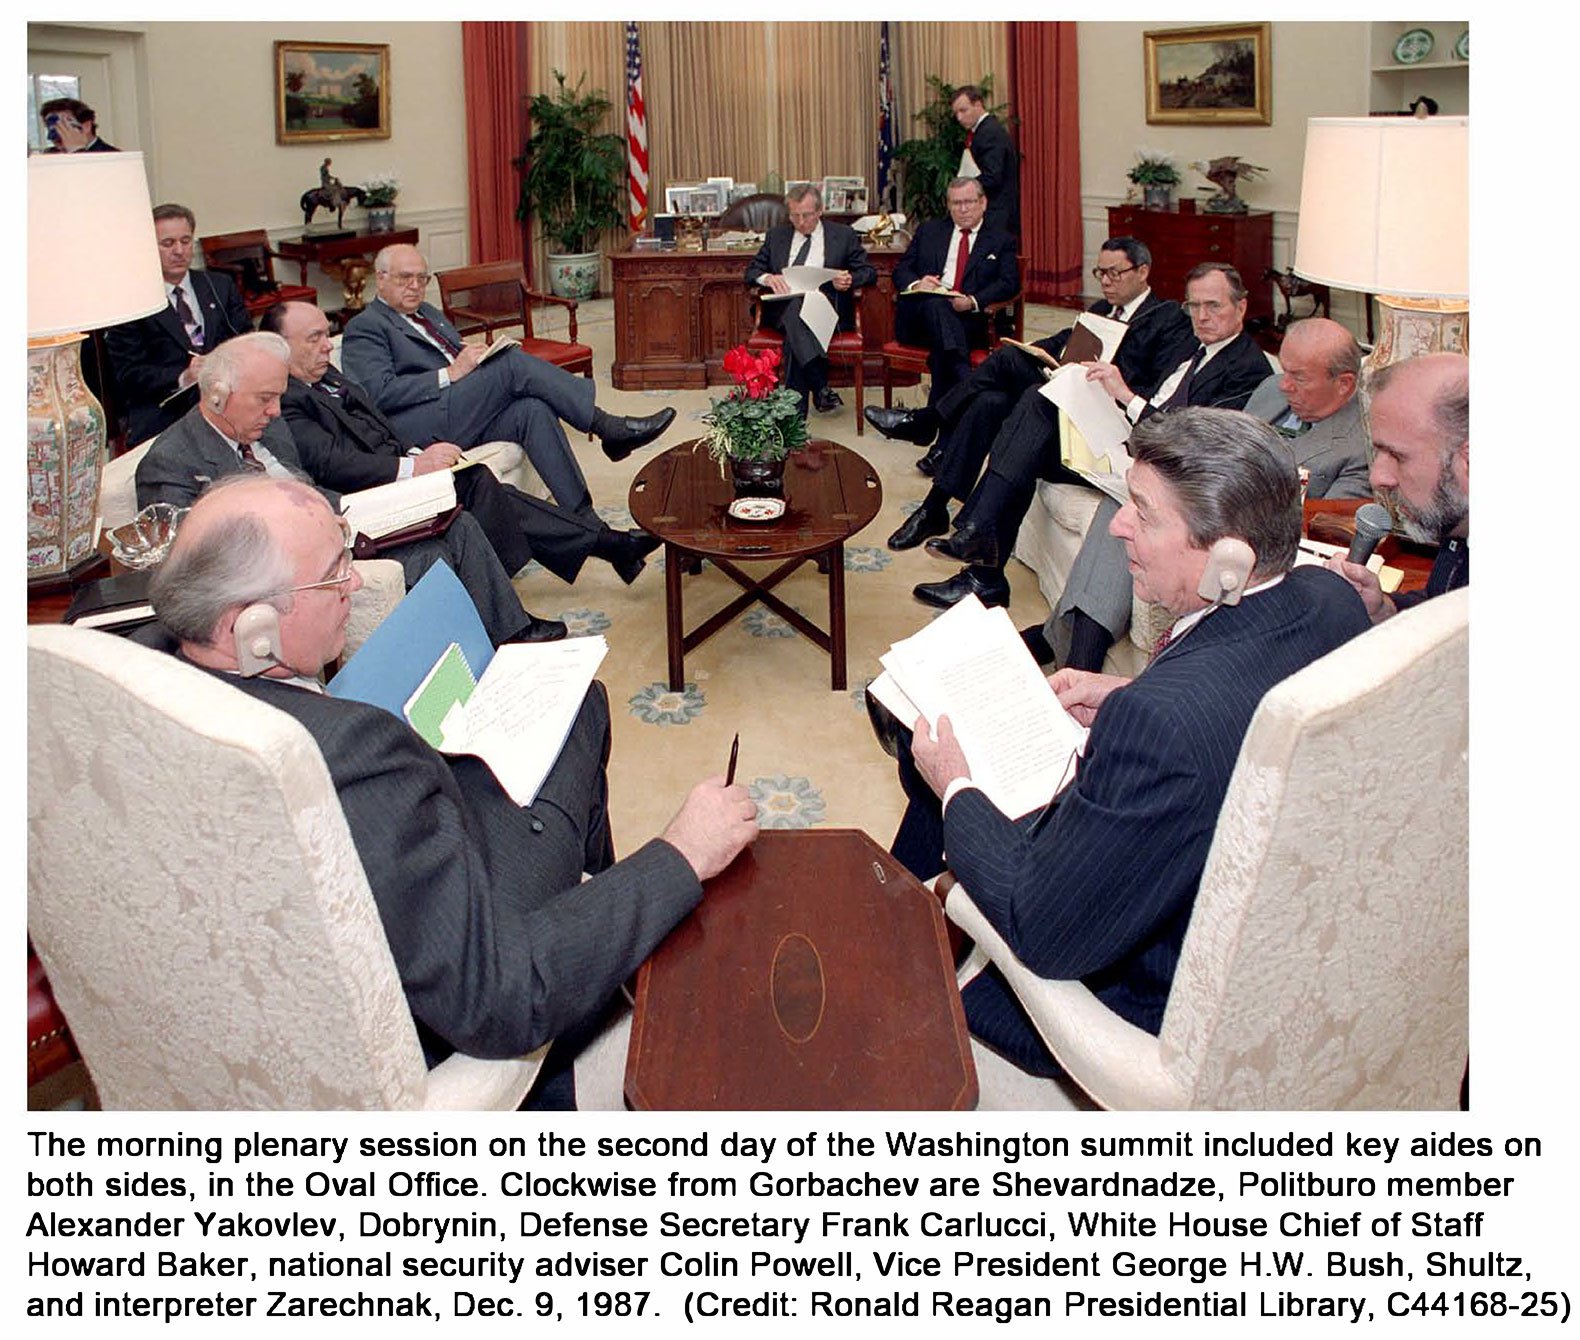 The morning plenary session on the second day of the Washington summit included key aides on
both sides, in the Oval Office. Clockwise from Gorbachev are Shevardnadze, Politburo member
Alexander Yakovlev, Dobrynin, Defense Secretary Frank Carlucci, White House Chief of Staff
Howard Baker, national security adviser Colin Powell, Vice President George H.W. Bush, Shultz,
and interpreter Zarechnak, Dec. 9, 1987.  (Credit: Ronald Reagan Presidential Library, C44168-25)